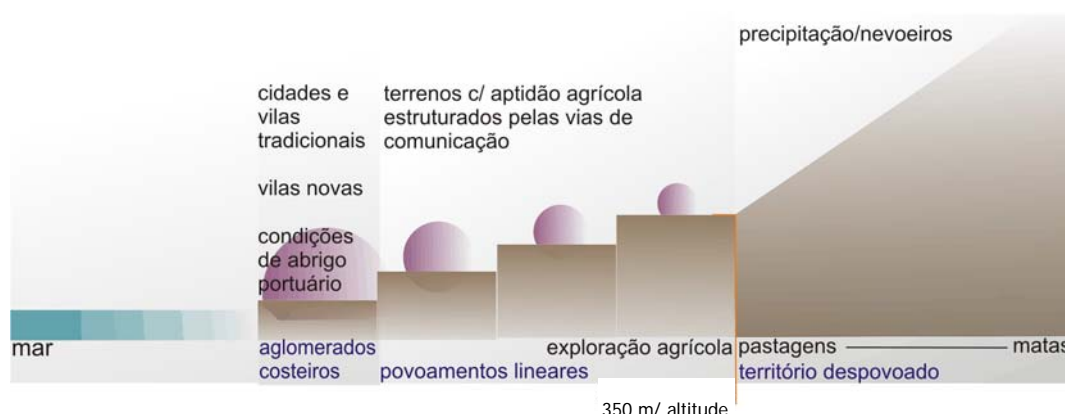 precipitação/nevoeiros
cidades e
vilas
tradicionais
vilas novas
condições
de abrigo
portuário
terrenos c/ aptidão agrícola
estruturados pelas vias de
comunicação
mar
aglomerados
costeiros
exploração agrícola
povoamentos lineares
pastagens
matas
território despovoado
350 m/ altitude